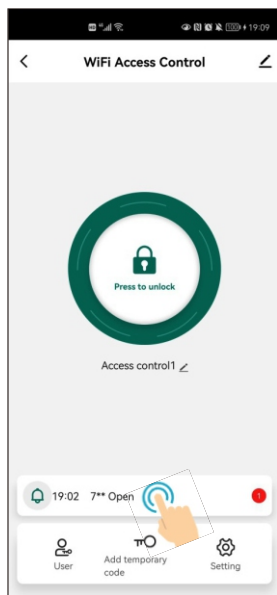 19:09
WiFi Access Control
Press to unlock
Access control1
19:02 7** Open
1
User
Add temporary
code
Setting